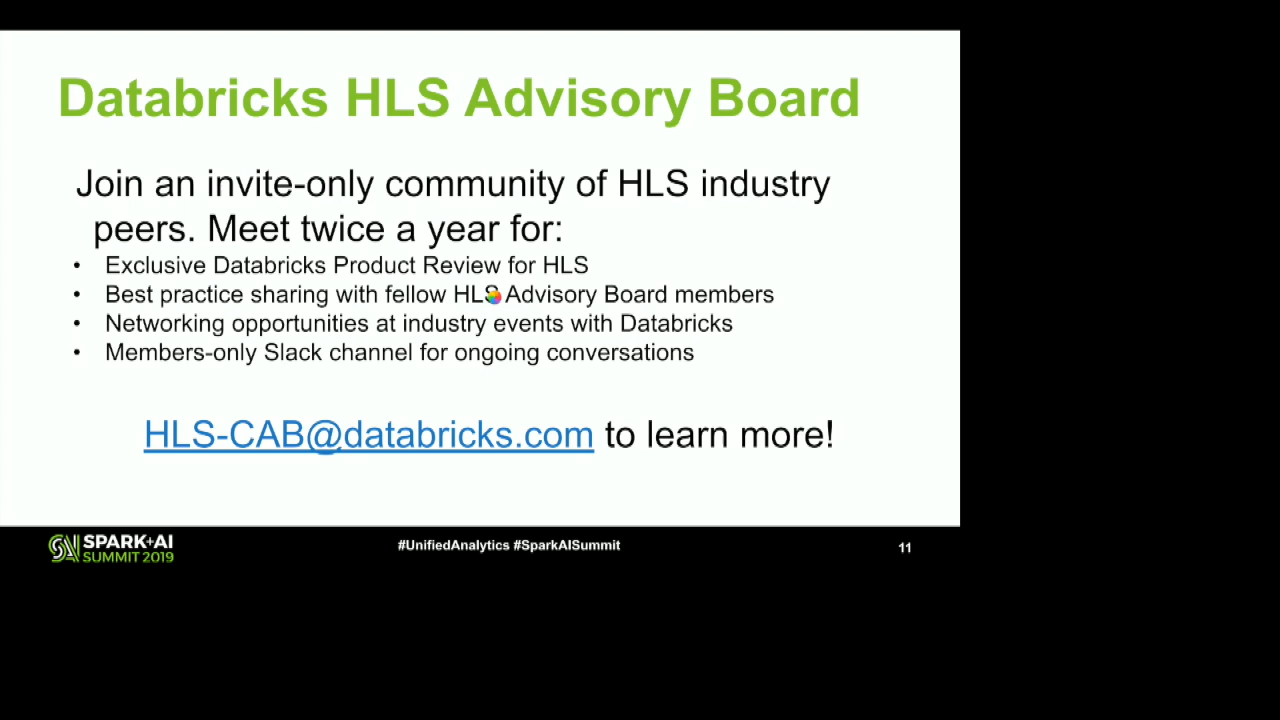 Databricks HLS Advisory Board
Join an invite-only community of HLS industry
peers. Meet twice a year for:
• Exclusive Databricks Product Review for HLS
• Best practice sharing with fellow HLS Advisory Board members
• Networking opportunities at industry events with Databricks
• Members-only Slack channel for ongoing conversations
HLS-CAB@databricks.com to learn more!
SPARK+AI
SUMMIT 2019
#UnifiedAnalytics #SparkAISummit
11